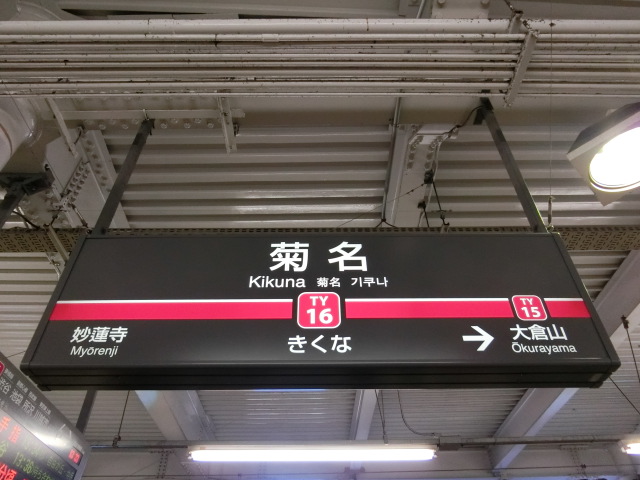 菊名
Kikuna 菊名 기쿠나
TY 16
TY 15
妙蓮寺
Myōrenji
きくな
→ 大倉山
Ōkurayama